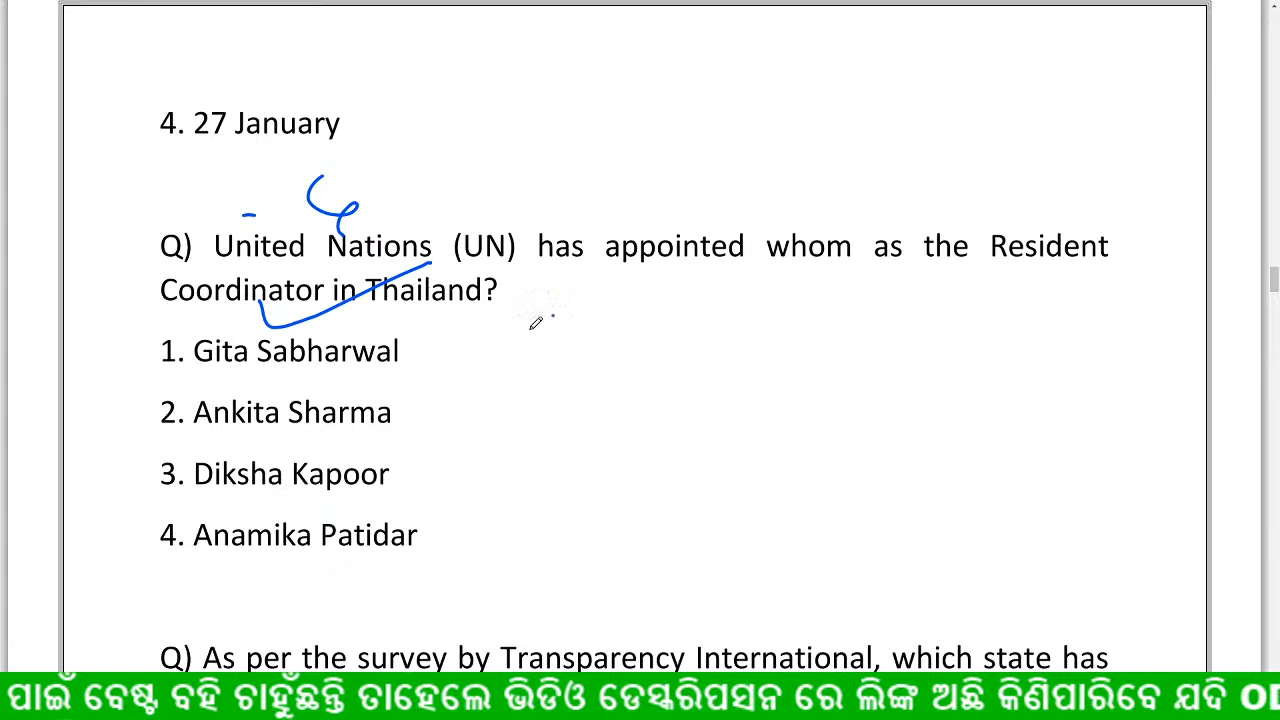 4. 27 January
Q) United Nations (UN) has appointed whom as the Resident
Coordinator in Thailand?
1. Gita Sabharwal
2. Ankita Sharma
3. Diksha Kapoor
4. Anamika Patidar
Q) As per the survey by Transparency International, which state has
ପାଇଁ ବେଷ୍ଟ ବହି ଚାହୁଁଛନ୍ତି ତାହେଲେ ଭିଡିଓ ଡେସ୍କରିପସନ ରେ ଲିଙ୍କ ଅଛି କିଣିପାରିବେ ଯଦି